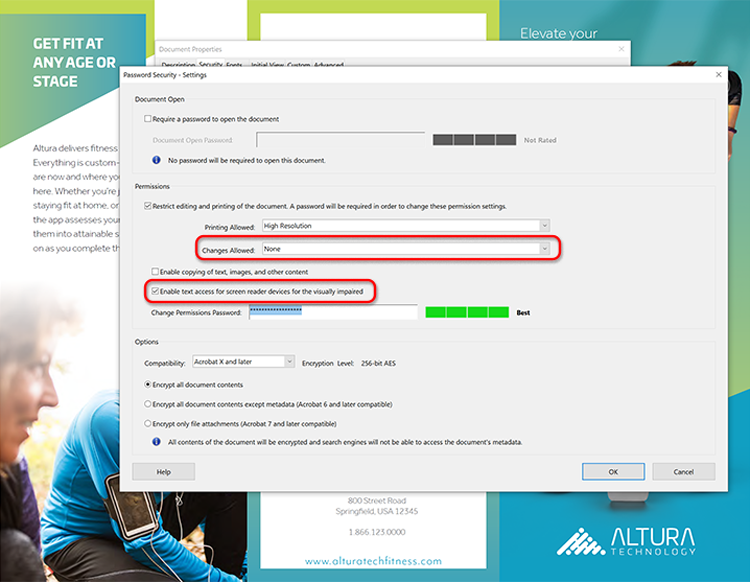 GET FIT AT
ANY AGE OR
STAGE
Elevate your
Document Properties
Description Security Fonts Initial View Custom Advanced
Password Security - Settings
Document Open
Require a password to open the document
Document Open Password: Not Rated
No password will be required to open this document.
Permissions
Restrict editing and printing of the document. A password will be required in order to change these permission settings.
Printing Allowed: High Resolution
Changes Allowed: None
Enable copying of text, images, and other content
Enable text access for screen reader devices for the visually impaired
Change Permissions Password: ****************** Best
Options
Compatibility: Acrobat X and later Encryption Level: 256-bit AES
Encrypt all document contents
Encrypt all document contents except metadata (Acrobat 6 and later compatible)
Encrypt only file attachments (Acrobat 7 and later compatible)
All contents of the document will be encrypted and search engines will not be able to access the document's metadata.
Help OK Cancel
Altura delivers fitness
Everything is custom-
are now and where you
here. Whether you're j
staying fit at home, or
the app assesses your
them into attainable s
on as you complete th
800 Street Road
Springfield, USA 12345
1 866 123 0000
www.alturatechfitness.com
ALTURA
TECHNOLOGY